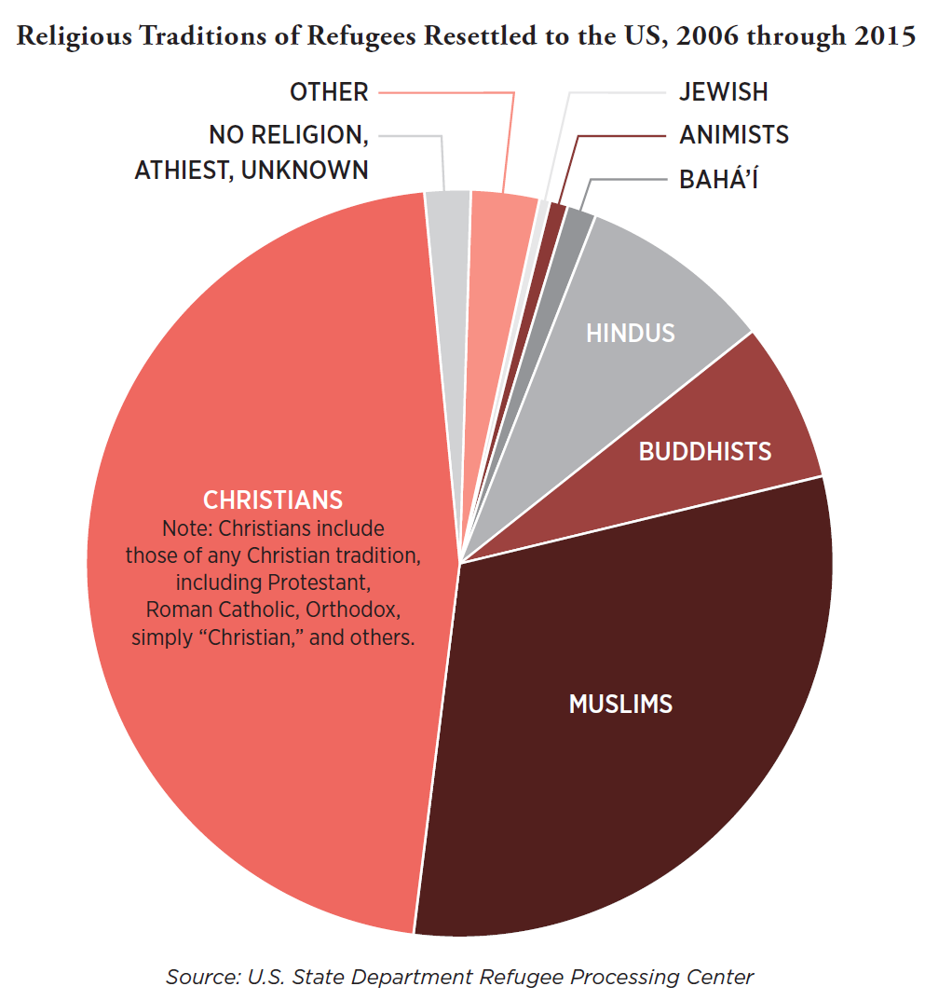 Religious Traditions of Refugees Resettled to the US, 2006 through 2015
OTHER
JEWISH
NO RELIGION,
ATHIEST, UNKNOWN
ANIMISTS
BAHÁ’Í
HINDUS
BUDDHISTS
CHRISTIANS
Note: Christians include
those of any Christian tradition,
including Protestant,
Roman Catholic, Orthodox,
simply “Christian,” and others.
MUSLIMS
Source: U.S. State Department Refugee Processing Center